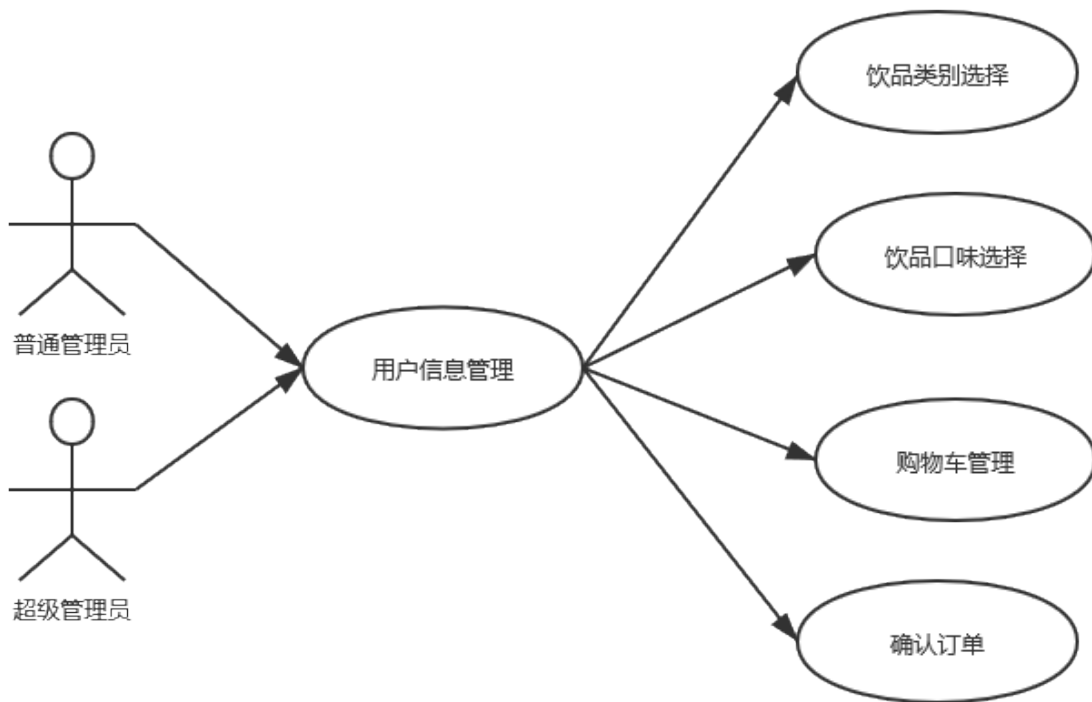 普通管理员
超级管理员
用户信息管理
饮品类别选择
饮品口味选择
购物车管理
确认订单